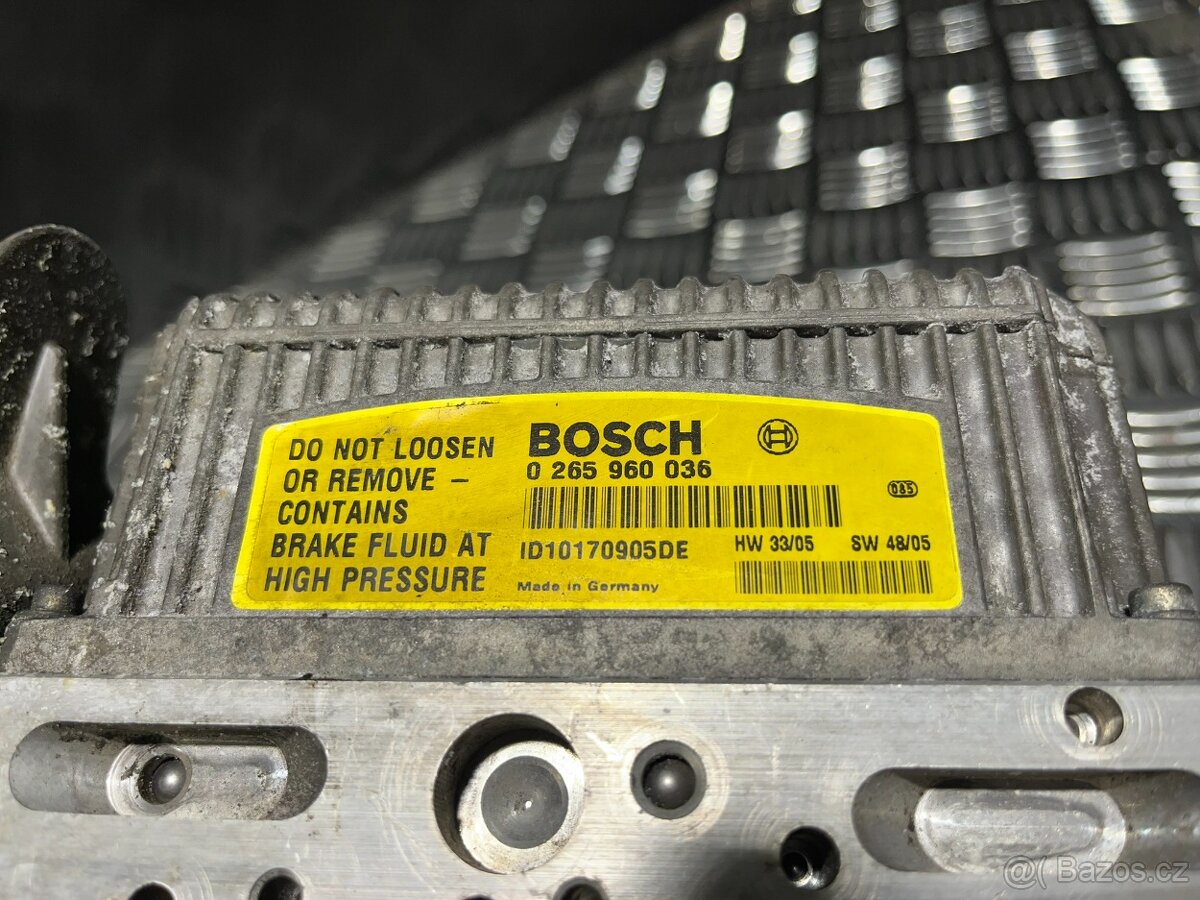 DO NOT LOOSEN
OR REMOVE –
CONTAINS
BRAKE FLUID AT
HIGH PRESSURE
BOSCH
0 265 960 036
085
ID10170905DE
HW 33/05 SW 48/05
Made in Germany
Bazos.cz